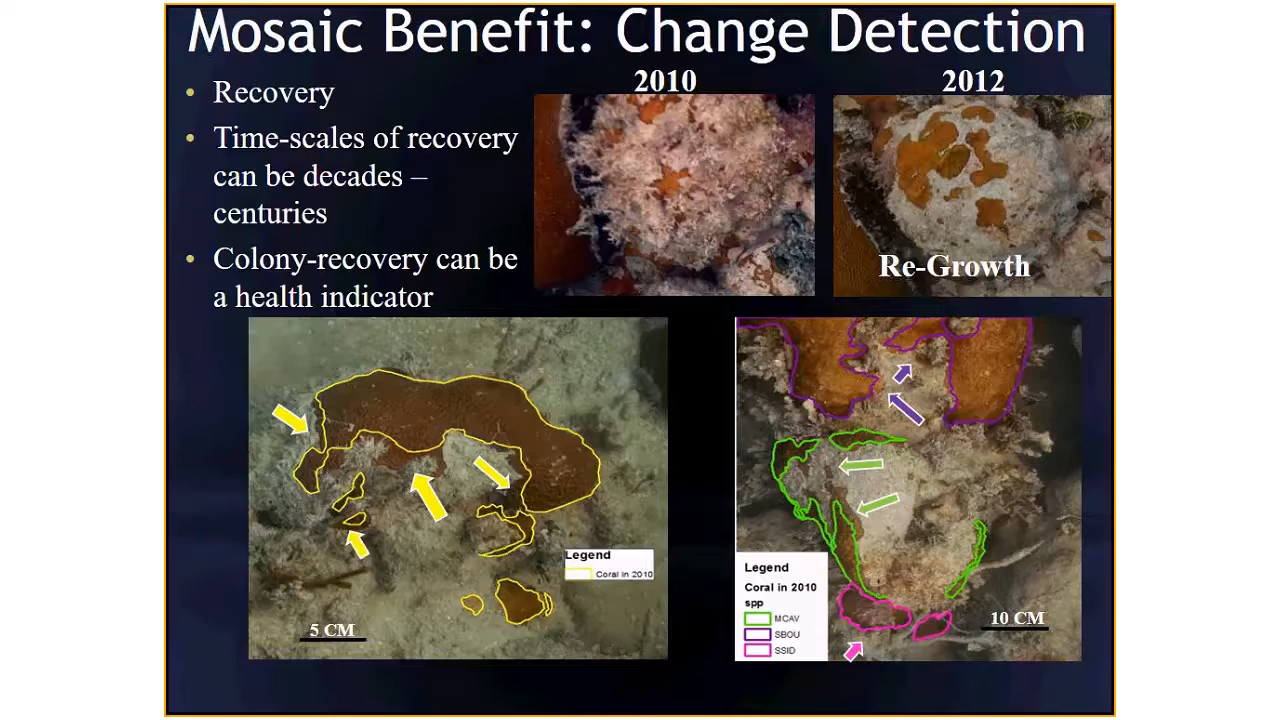 Mosaic Benefit: Change Detection
• Recovery
• Time-scales of recovery
can be decades –
centuries
• Colony-recovery can be
a health indicator
2010
2012
Re-Growth
Legend
Coral in 2010
5 CM
Legend
Coral in 2010
spp
MCAV
SBOU
SSID
10 CM